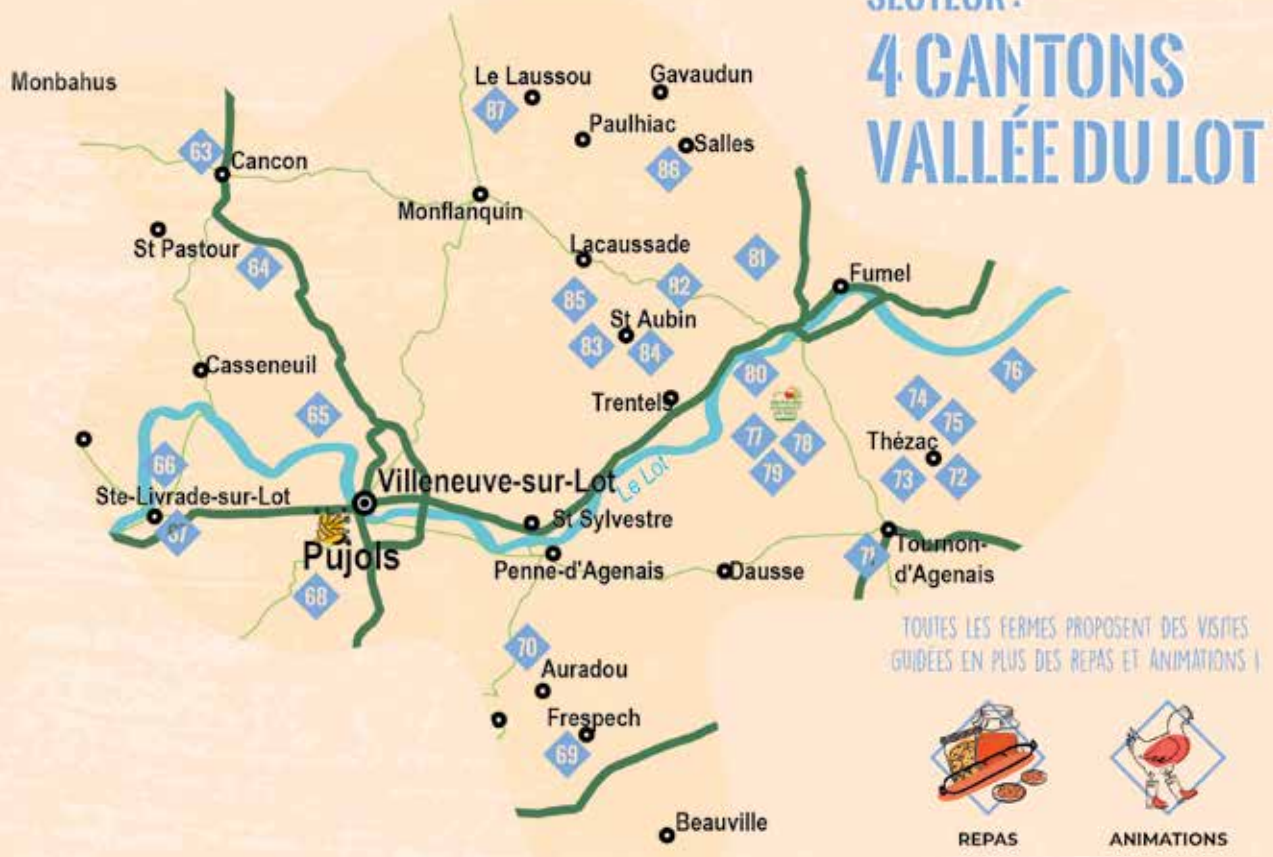 SECTEUR :
4 CANTONS
VALLÉE DU LOT
Monbahus
Le Laussou
Gavaudun
87
Paulhiac
Salles
63
Cancon
86
Monflanquin
St Pastour
Lacaussade
64
81
82
Fumel
85
St Aubin
83
84
Casseneuil
80
76
Trentels
74
65
75
77
78
Thézac
66
79
73
72
Le Lot
Villeneuve-sur-Lot
Ste-Livrade-sur-Lot
St Sylvestre
Pujols
Penne-d'Agenais
Dausse
71
Tournon-
d'Agenais
68
70
Auradou
Frespech
69
Beauville
TOUTES LES FERMES PROPOSENT DES VISITES
GUIDÉES EN PLUS DES REPAS ET ANIMATIONS !
REPAS
ANIMATIONS